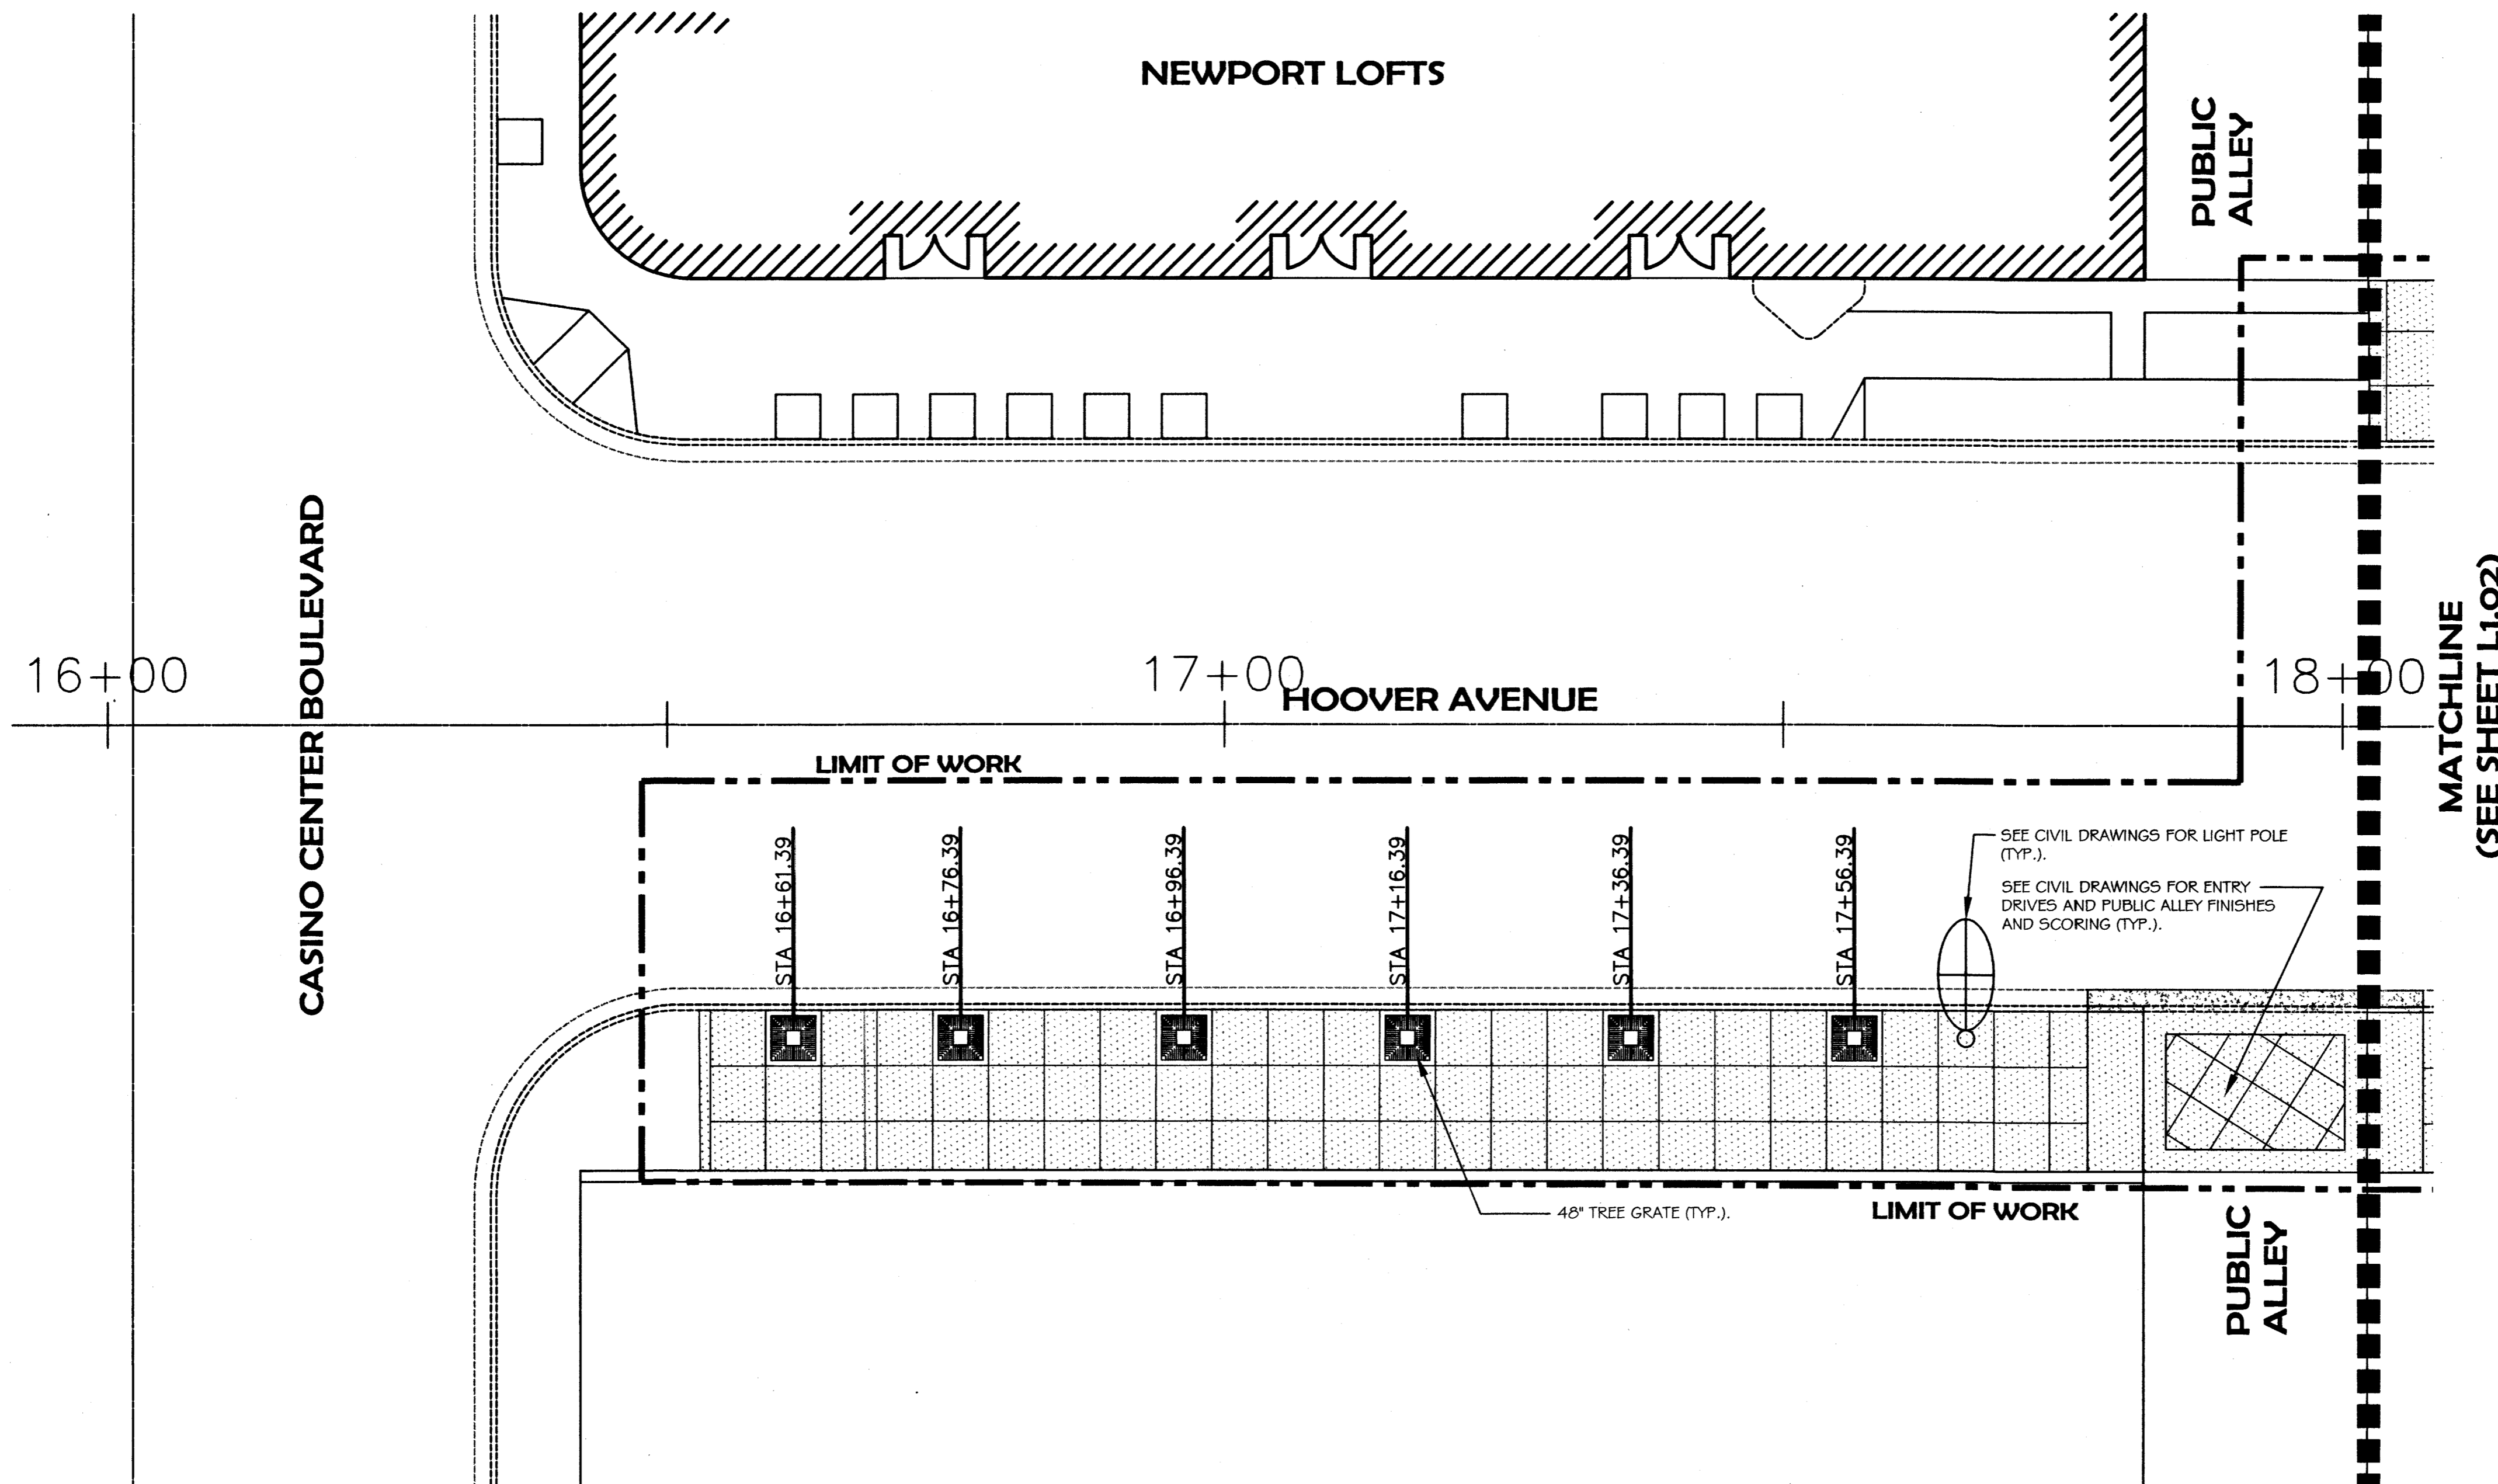 NEWPORT LOFTS
PUBLIC
ALLEY
CASINO CENTER BOULEVARD
16+00
17+00
18+00
HOOVER AVENUE
MATCHLINE
(SEE SHEET L1.02)
LIMIT OF WORK
STA 16+61.39
STA 16+76.39
STA 16+96.39
STA 17+16.39
STA 17+36.39
STA 17+56.39
SEE CIVIL DRAWINGS FOR LIGHT POLE
(TYP.).
SEE CIVIL DRAWINGS FOR ENTRY
DRIVES AND PUBLIC ALLEY FINISHES
AND SCORING (TYP.).
48" TREE GRATE (TYP.).
LIMIT OF WORK
PUBLIC
ALLEY